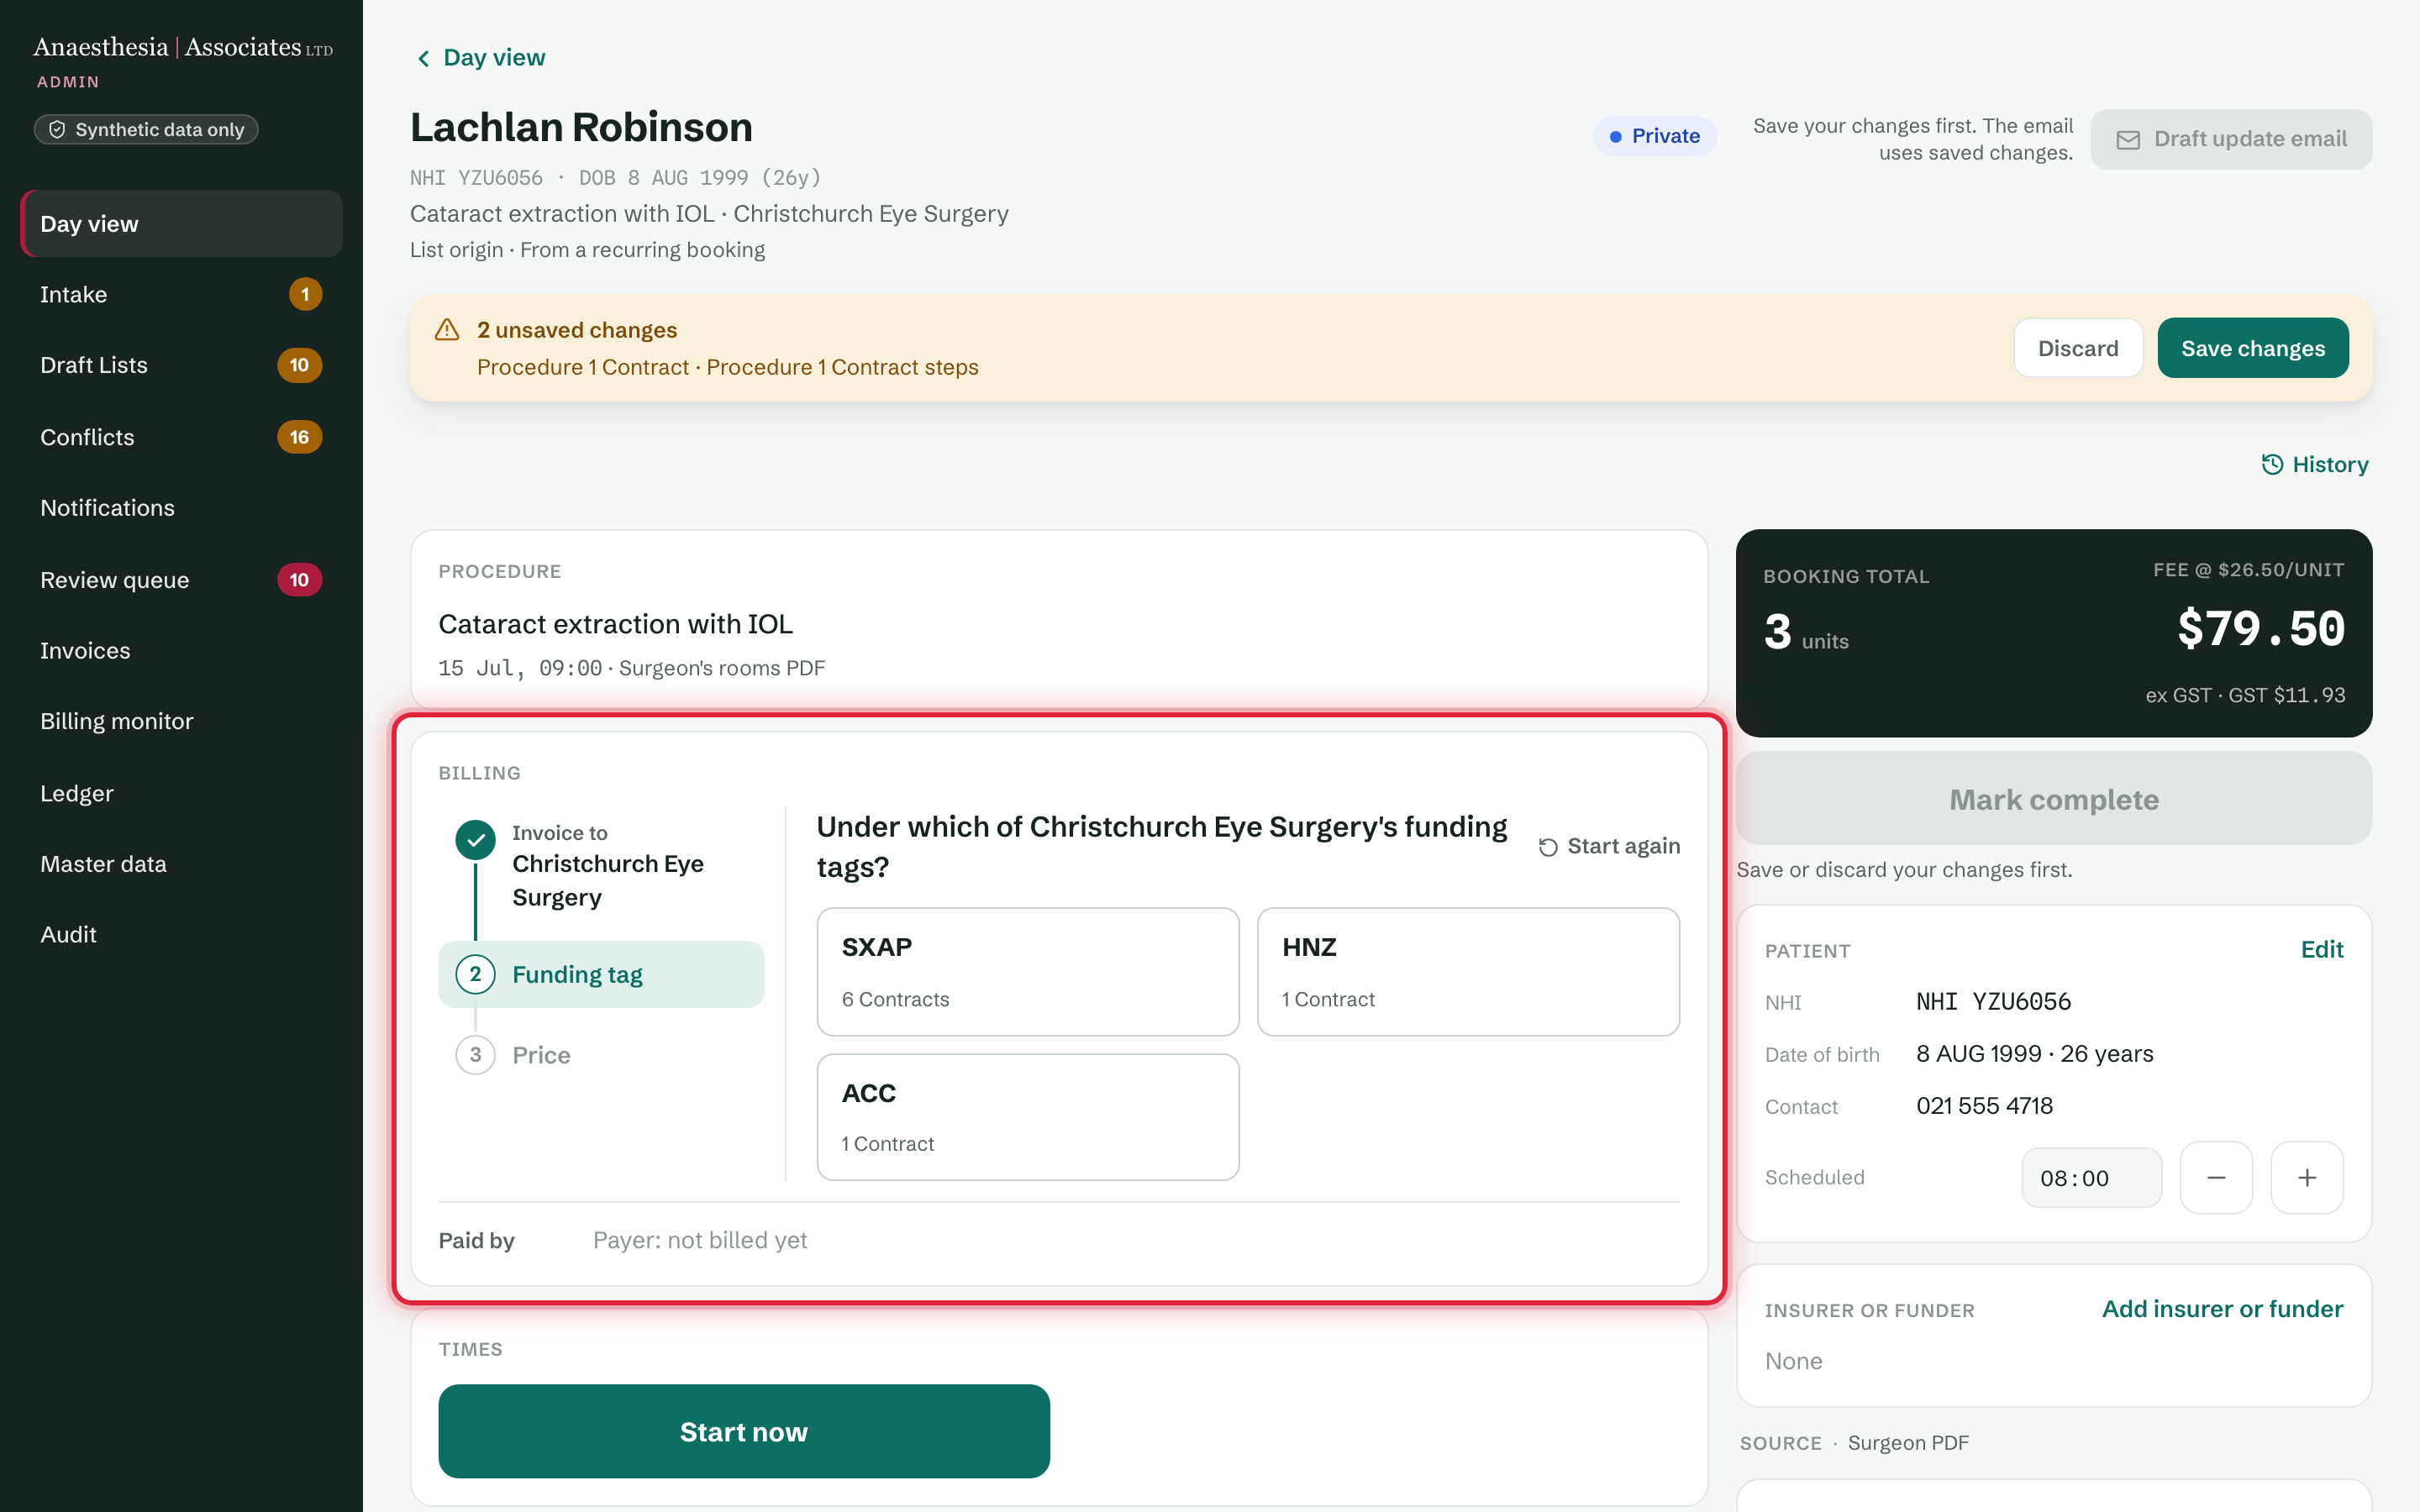 Anaesthesia | Associates LTD
ADMIN
Synthetic data only
Day view
Intake 1
Draft Lists 10
Conflicts 16
Notifications
Review queue 10
Invoices
Billing monitor
Ledger
Master data
Audit
Day view
Lachlan Robinson
NHI YZU6056 · DOB 8 AUG 1999 (26y)
Cataract extraction with IOL · Christchurch Eye Surgery
List origin · From a recurring booking
Private
Save your changes first. The email
uses saved changes.
Draft update email
2 unsaved changes
Procedure 1 Contract · Procedure 1 Contract steps
Discard
Save changes
History
PROCEDURE
Cataract extraction with IOL
15 Jul, 09:00 · Surgeon's rooms PDF
BILLING
Invoice to
Christchurch Eye
Surgery
2 Funding tag
3 Price
Under which of Christchurch Eye Surgery's funding
tags?
Start again
SXAP
6 Contracts
HNZ
1 Contract
ACC
1 Contract
Paid by Payer: not billed yet
TIMES
Start now
BOOKING TOTAL
3 units
FEE @ $26.50/UNIT
$79.50
ex GST · GST $11.93
Mark complete
Save or discard your changes first.
PATIENT Edit
NHI NHI YZU6056
Date of birth 8 AUG 1999 · 26 years
Contact 021 555 4718
Scheduled 08:00 − +
INSURER OR FUNDER Add insurer or funder
None
SOURCE · Surgeon PDF